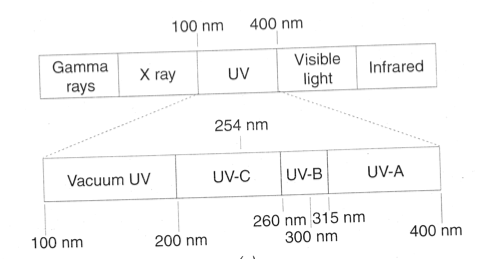 100 nm 400 nm
Gamma rays X ray UV Visible light Infrared
254 nm
Vacuum UV UV-C UV-B UV-A
260 nm 315 nm
100 nm 200 nm 300 nm 400 nm